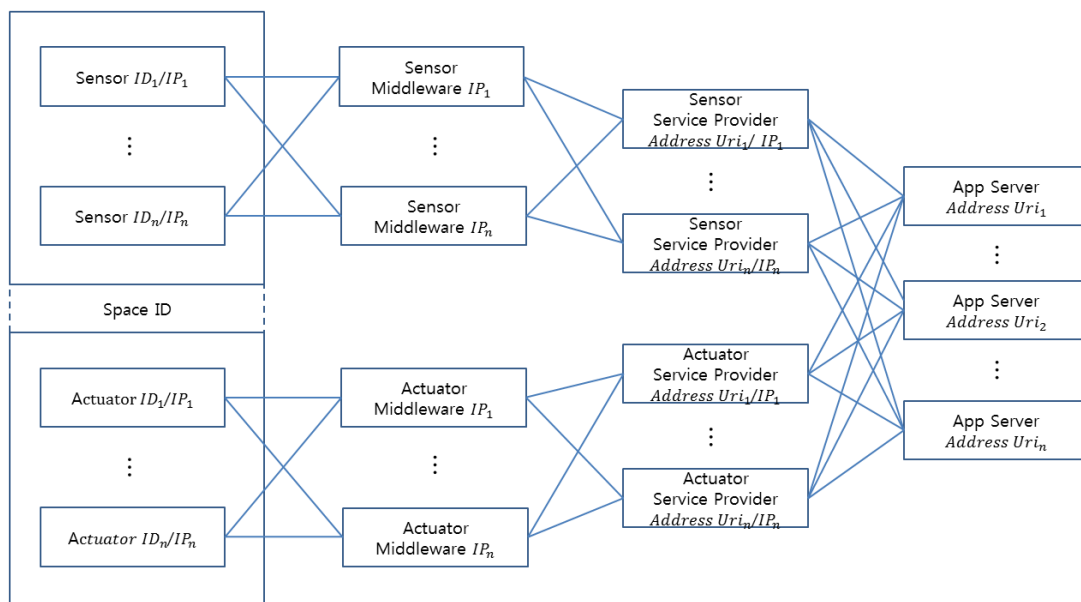 Sensor ID₁/IP₁
⋮
Sensor IDₙ/IPₙ
Space ID
Actuator ID₁/IP₁
⋮
Actuator IDₙ/IPₙ
Sensor
Middleware IP₁
⋮
Sensor
Middleware IPₙ
Actuator
Middleware IP₁
⋮
Actuator
Middleware IPₙ
Sensor
Service Provider
Address Uri₁/ IP₁
⋮
Sensor
Service Provider
Address Uriₙ/IPₙ
Actuator
Service Provider
Address Uri₁/IP₁
⋮
Actuator
Service Provider
Address Uriₙ/IPₙ
App Server
Address Uri₁
⋮
App Server
Address Uri₂
⋮
App Server
Address Uriₙ